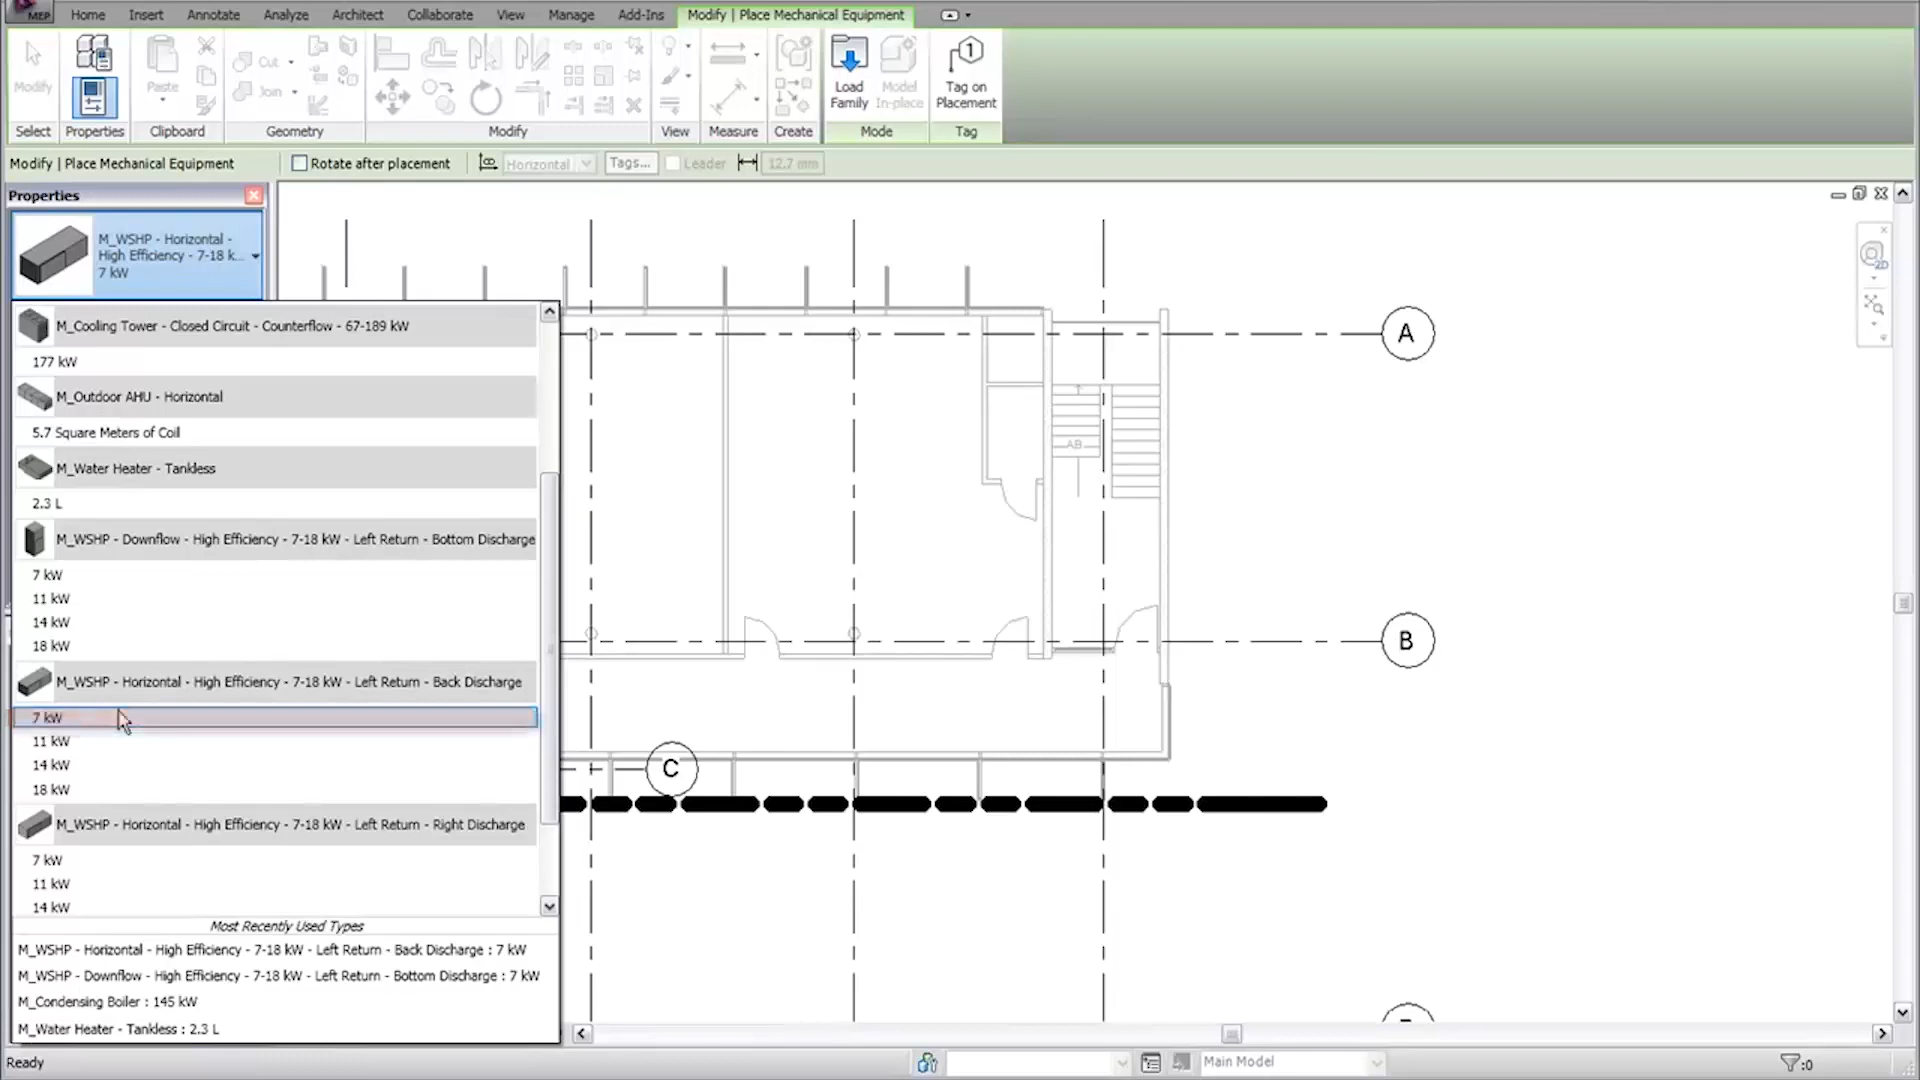 MEP Home Insert Annotate Analyze Architect Collaborate View Manage Add-Ins Modify | Place Mechanical Equipment
Modify
Paste
Cut
Join
Load Family
Model In-place
1
Tag on Placement
Select Properties Clipboard Geometry Modify View Measure Create Mode Tag
Modify | Place Mechanical Equipment Rotate after placement Horizontal Tags... Leader 12.7 mm
Properties
M_WSHP - Horizontal -
High Efficiency - 7-18 k...
7 kW
M_Cooling Tower - Closed Circuit - Counterflow - 67-189 kW
177 kW
M_Outdoor AHU - Horizontal
5.7 Square Meters of Coil
M_Water Heater - Tankless
2.3 L
M_WSHP - Downflow - High Efficiency - 7-18 kW - Left Return - Bottom Discharge
7 kW
11 kW
14 kW
18 kW
M_WSHP - Horizontal - High Efficiency - 7-18 kW - Left Return - Back Discharge
7 kW
11 kW
14 kW
18 kW
M_WSHP - Horizontal - High Efficiency - 7-18 kW - Left Return - Right Discharge
7 kW
11 kW
14 kW
Most Recently Used Types
M_WSHP - Horizontal - High Efficiency - 7-18 kW - Left Return - Back Discharge : 7 kW
M_WSHP - Downflow - High Efficiency - 7-18 kW - Left Return - Bottom Discharge : 7 kW
M_Condensing Boiler : 145 kW
M_Water Heater - Tankless : 2.3 L
A
AB
B
C
2D
Ready
Main Model
:0